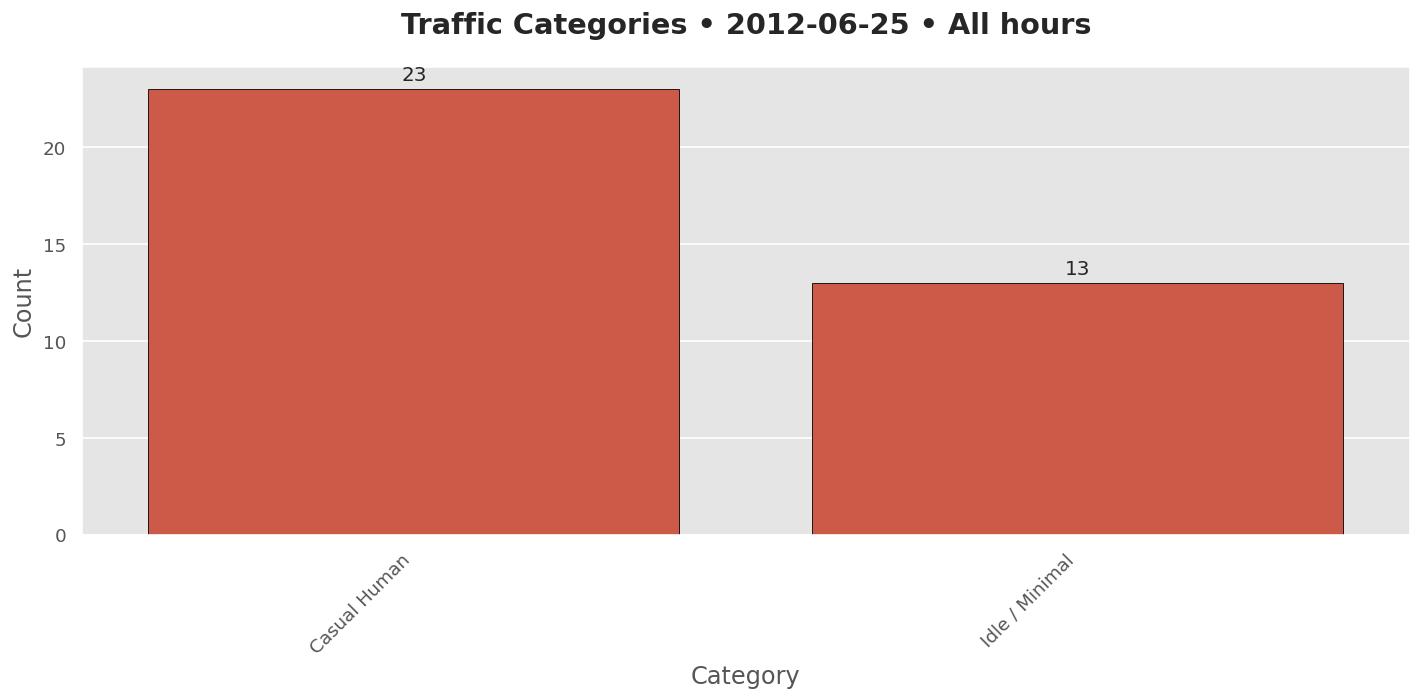 Traffic Categories • 2012-06-25 • All hours
23
20
15
13
10
5
0
Count
Casual Human
Idle / Minimal
Category